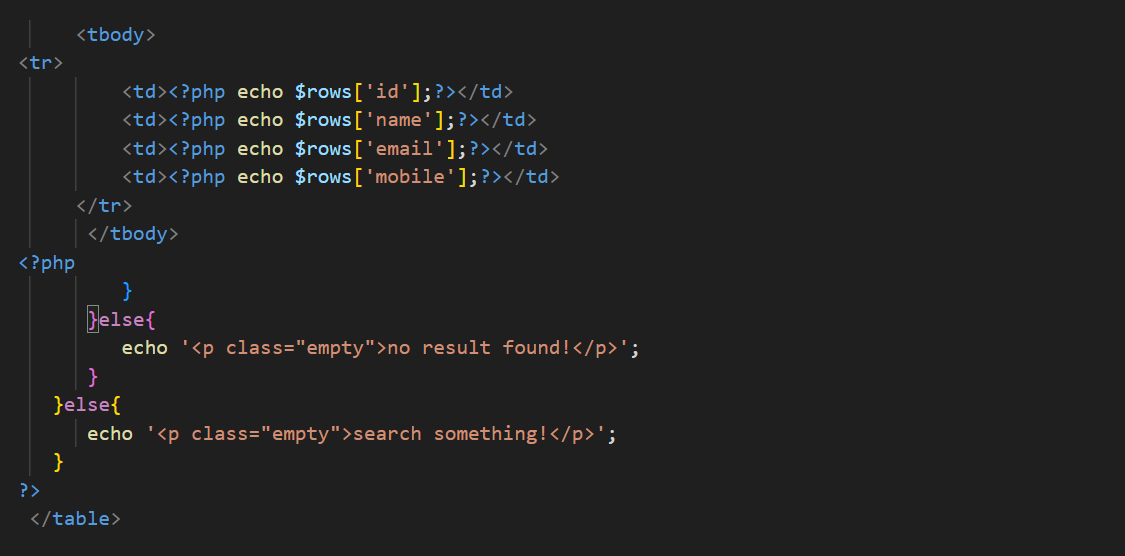 <tbody>
<tr>
<td><?php echo $rows['id'];?></td>
<td><?php echo $rows['name'];?></td>
<td><?php echo $rows['email'];?></td>
<td><?php echo $rows['mobile'];?></td>
</tr>
</tbody>
<?php
}
}else{
echo '<p class="empty">no result found!</p>';
}
}else{
echo '<p class="empty">search something!</p>';
}
?>
</table>